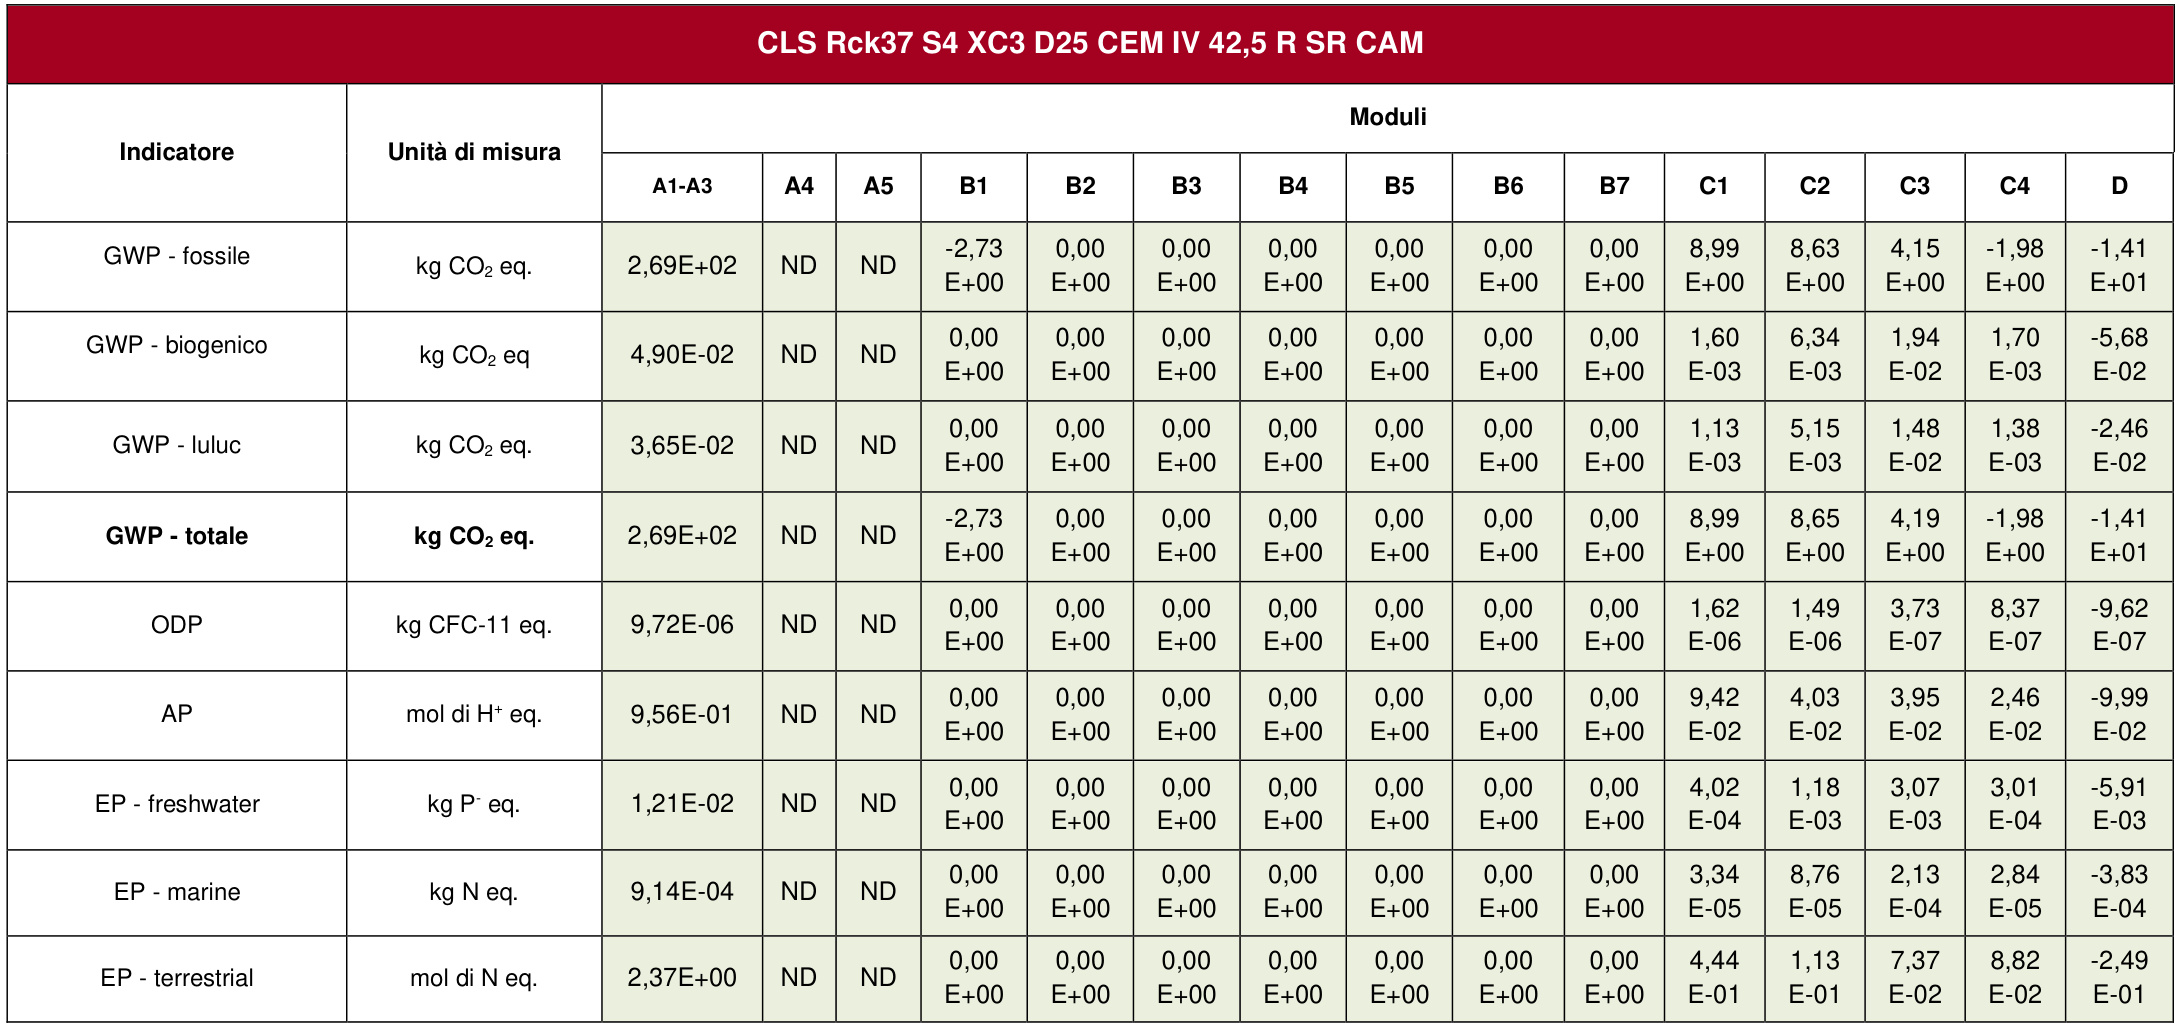 CLS Rck37 S4 XC3 D25 CEM IV 42,5 R SR CAM
Indicatore Unità di misura Moduli
A1-A3 A4 A5 B1 B2 B3 B4 B5 B6 B7 C1 C2 C3 C4 D
GWP - fossile kg CO₂ eq. 2,69E+02 ND ND -2,73 E+00 0,00 E+00 0,00 E+00 0,00 E+00 0,00 E+00 0,00 E+00 0,00 E+00 8,99 E+00 8,63 E+00 4,15 E+00 -1,98 E+00 -1,41 E+01
GWP - biogenico kg CO₂ eq 4,90E-02 ND ND 0,00 E+00 0,00 E+00 0,00 E+00 0,00 E+00 0,00 E+00 0,00 E+00 0,00 E+00 1,60 E-03 6,34 E-03 1,94 E-02 1,70 E-03 -5,68 E-02
GWP - luluc kg CO₂ eq. 3,65E-02 ND ND 0,00 E+00 0,00 E+00 0,00 E+00 0,00 E+00 0,00 E+00 0,00 E+00 0,00 E+00 1,13 E-03 5,15 E-03 1,48 E-02 1,38 E-03 -2,46 E-02
GWP - totale kg CO₂ eq. 2,69E+02 ND ND -2,73 E+00 0,00 E+00 0,00 E+00 0,00 E+00 0,00 E+00 0,00 E+00 0,00 E+00 8,99 E+00 8,65 E+00 4,19 E+00 -1,98 E+00 -1,41 E+01
ODP kg CFC-11 eq. 9,72E-06 ND ND 0,00 E+00 0,00 E+00 0,00 E+00 0,00 E+00 0,00 E+00 0,00 E+00 0,00 E+00 1,62 E-06 1,49 E-06 3,73 E-07 8,37 E-07 -9,62 E-07
AP mol di H⁺ eq. 9,56E-01 ND ND 0,00 E+00 0,00 E+00 0,00 E+00 0,00 E+00 0,00 E+00 0,00 E+00 0,00 E+00 9,42 E-02 4,03 E-02 3,95 E-02 2,46 E-02 -9,99 E-02
EP - freshwater kg P⁻ eq. 1,21E-02 ND ND 0,00 E+00 0,00 E+00 0,00 E+00 0,00 E+00 0,00 E+00 0,00 E+00 0,00 E+00 4,02 E-04 1,18 E-03 3,07 E-03 3,01 E-04 -5,91 E-03
EP - marine kg N eq. 9,14E-04 ND ND 0,00 E+00 0,00 E+00 0,00 E+00 0,00 E+00 0,00 E+00 0,00 E+00 0,00 E+00 3,34 E-05 8,76 E-05 2,13 E-04 2,84 E-05 -3,83 E-04
EP - terrestrial mol di N eq. 2,37E+00 ND ND 0,00 E+00 0,00 E+00 0,00 E+00 0,00 E+00 0,00 E+00 0,00 E+00 0,00 E+00 4,44 E-01 1,13 E-01 7,37 E-02 8,82 E-02 -2,49 E-01